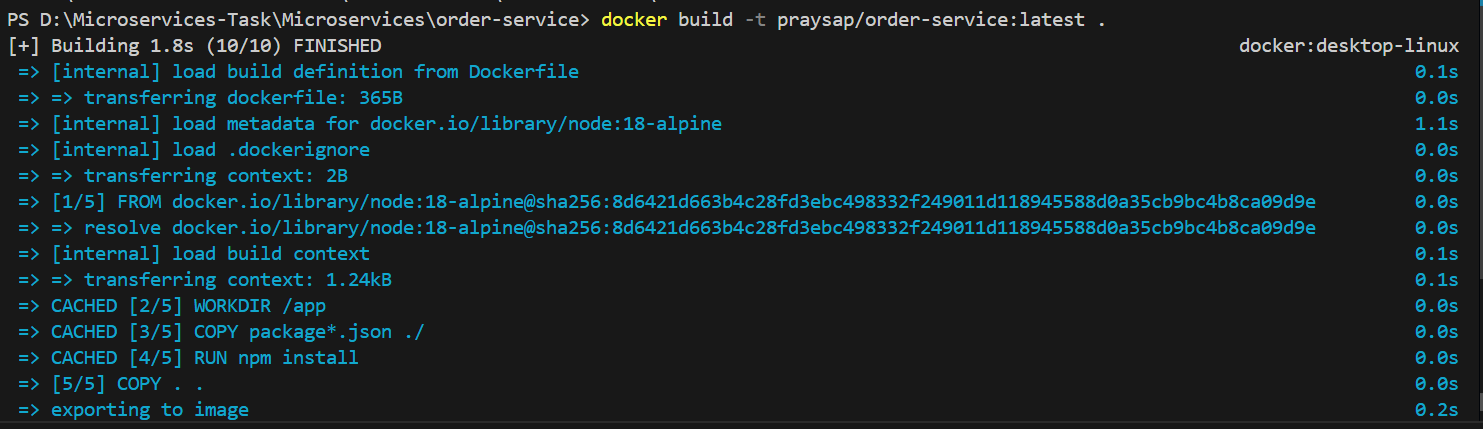 PS D:\Microservices-Task\Microservices\order-service> docker build -t praysap/order-service:latest .
[+] Building 1.8s (10/10) FINISHED docker:desktop-linux
=> [internal] load build definition from Dockerfile 0.1s
=> => transferring dockerfile: 365B 0.0s
=> [internal] load metadata for docker.io/library/node:18-alpine 1.1s
=> [internal] load .dockerignore 0.0s
=> => transferring context: 2B 0.0s
=> [1/5] FROM docker.io/library/node:18-alpine@sha256:8d6421d663b4c28fd3ebc498332f249011d118945588d0a35cb9bc4b8ca09d9e 0.0s
=> => resolve docker.io/library/node:18-alpine@sha256:8d6421d663b4c28fd3ebc498332f249011d118945588d0a35cb9bc4b8ca09d9e 0.0s
=> [internal] load build context 0.1s
=> => transferring context: 1.24kB 0.1s
=> CACHED [2/5] WORKDIR /app 0.0s
=> CACHED [3/5] COPY package*.json ./ 0.0s
=> CACHED [4/5] RUN npm install 0.0s
=> [5/5] COPY . . 0.0s
=> exporting to image 0.2s